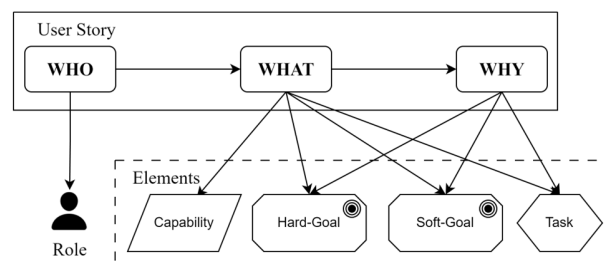 User Story
WHO
WHAT
WHY
Elements
Capability
Hard-Goal
Soft-Goal
Task
Role